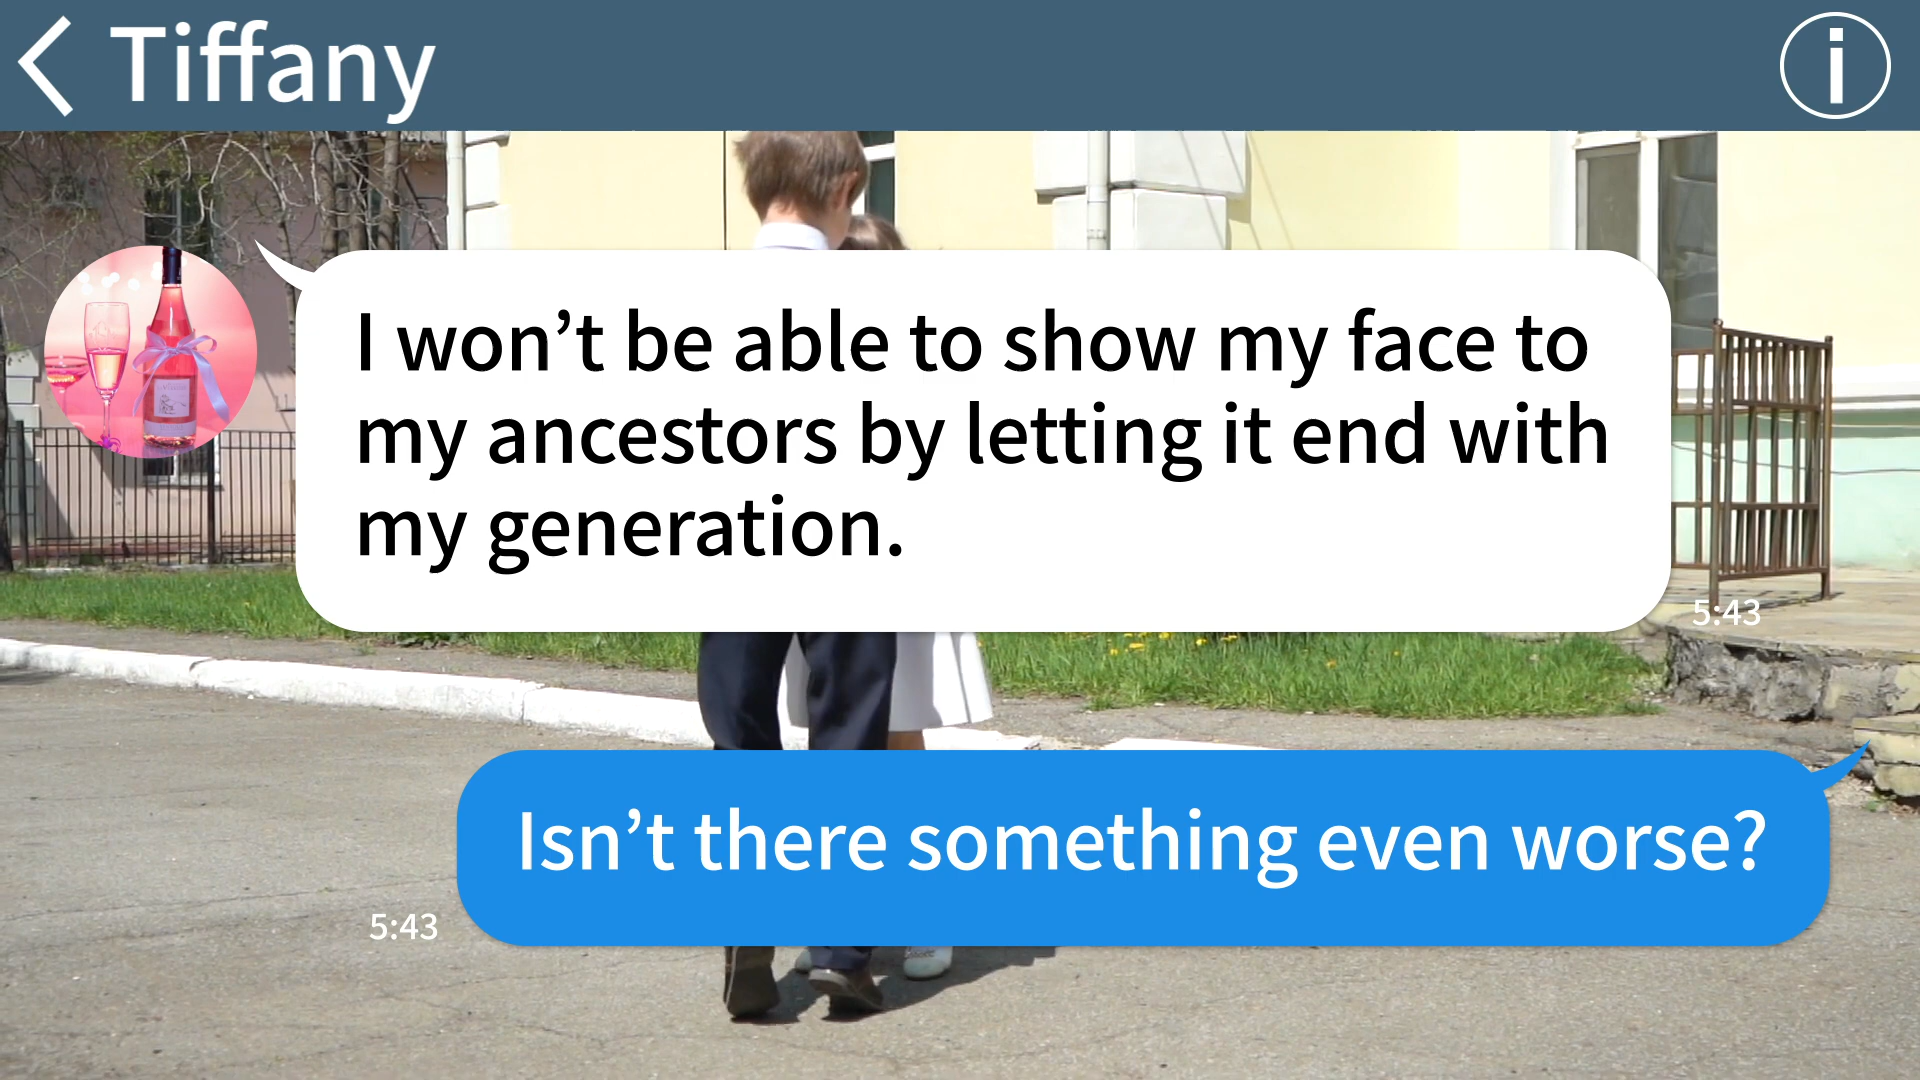 Tiffany
I won’t be able to show my face to
my ancestors by letting it end with
my generation.
5:43
Isn’t there something even worse?
5:43